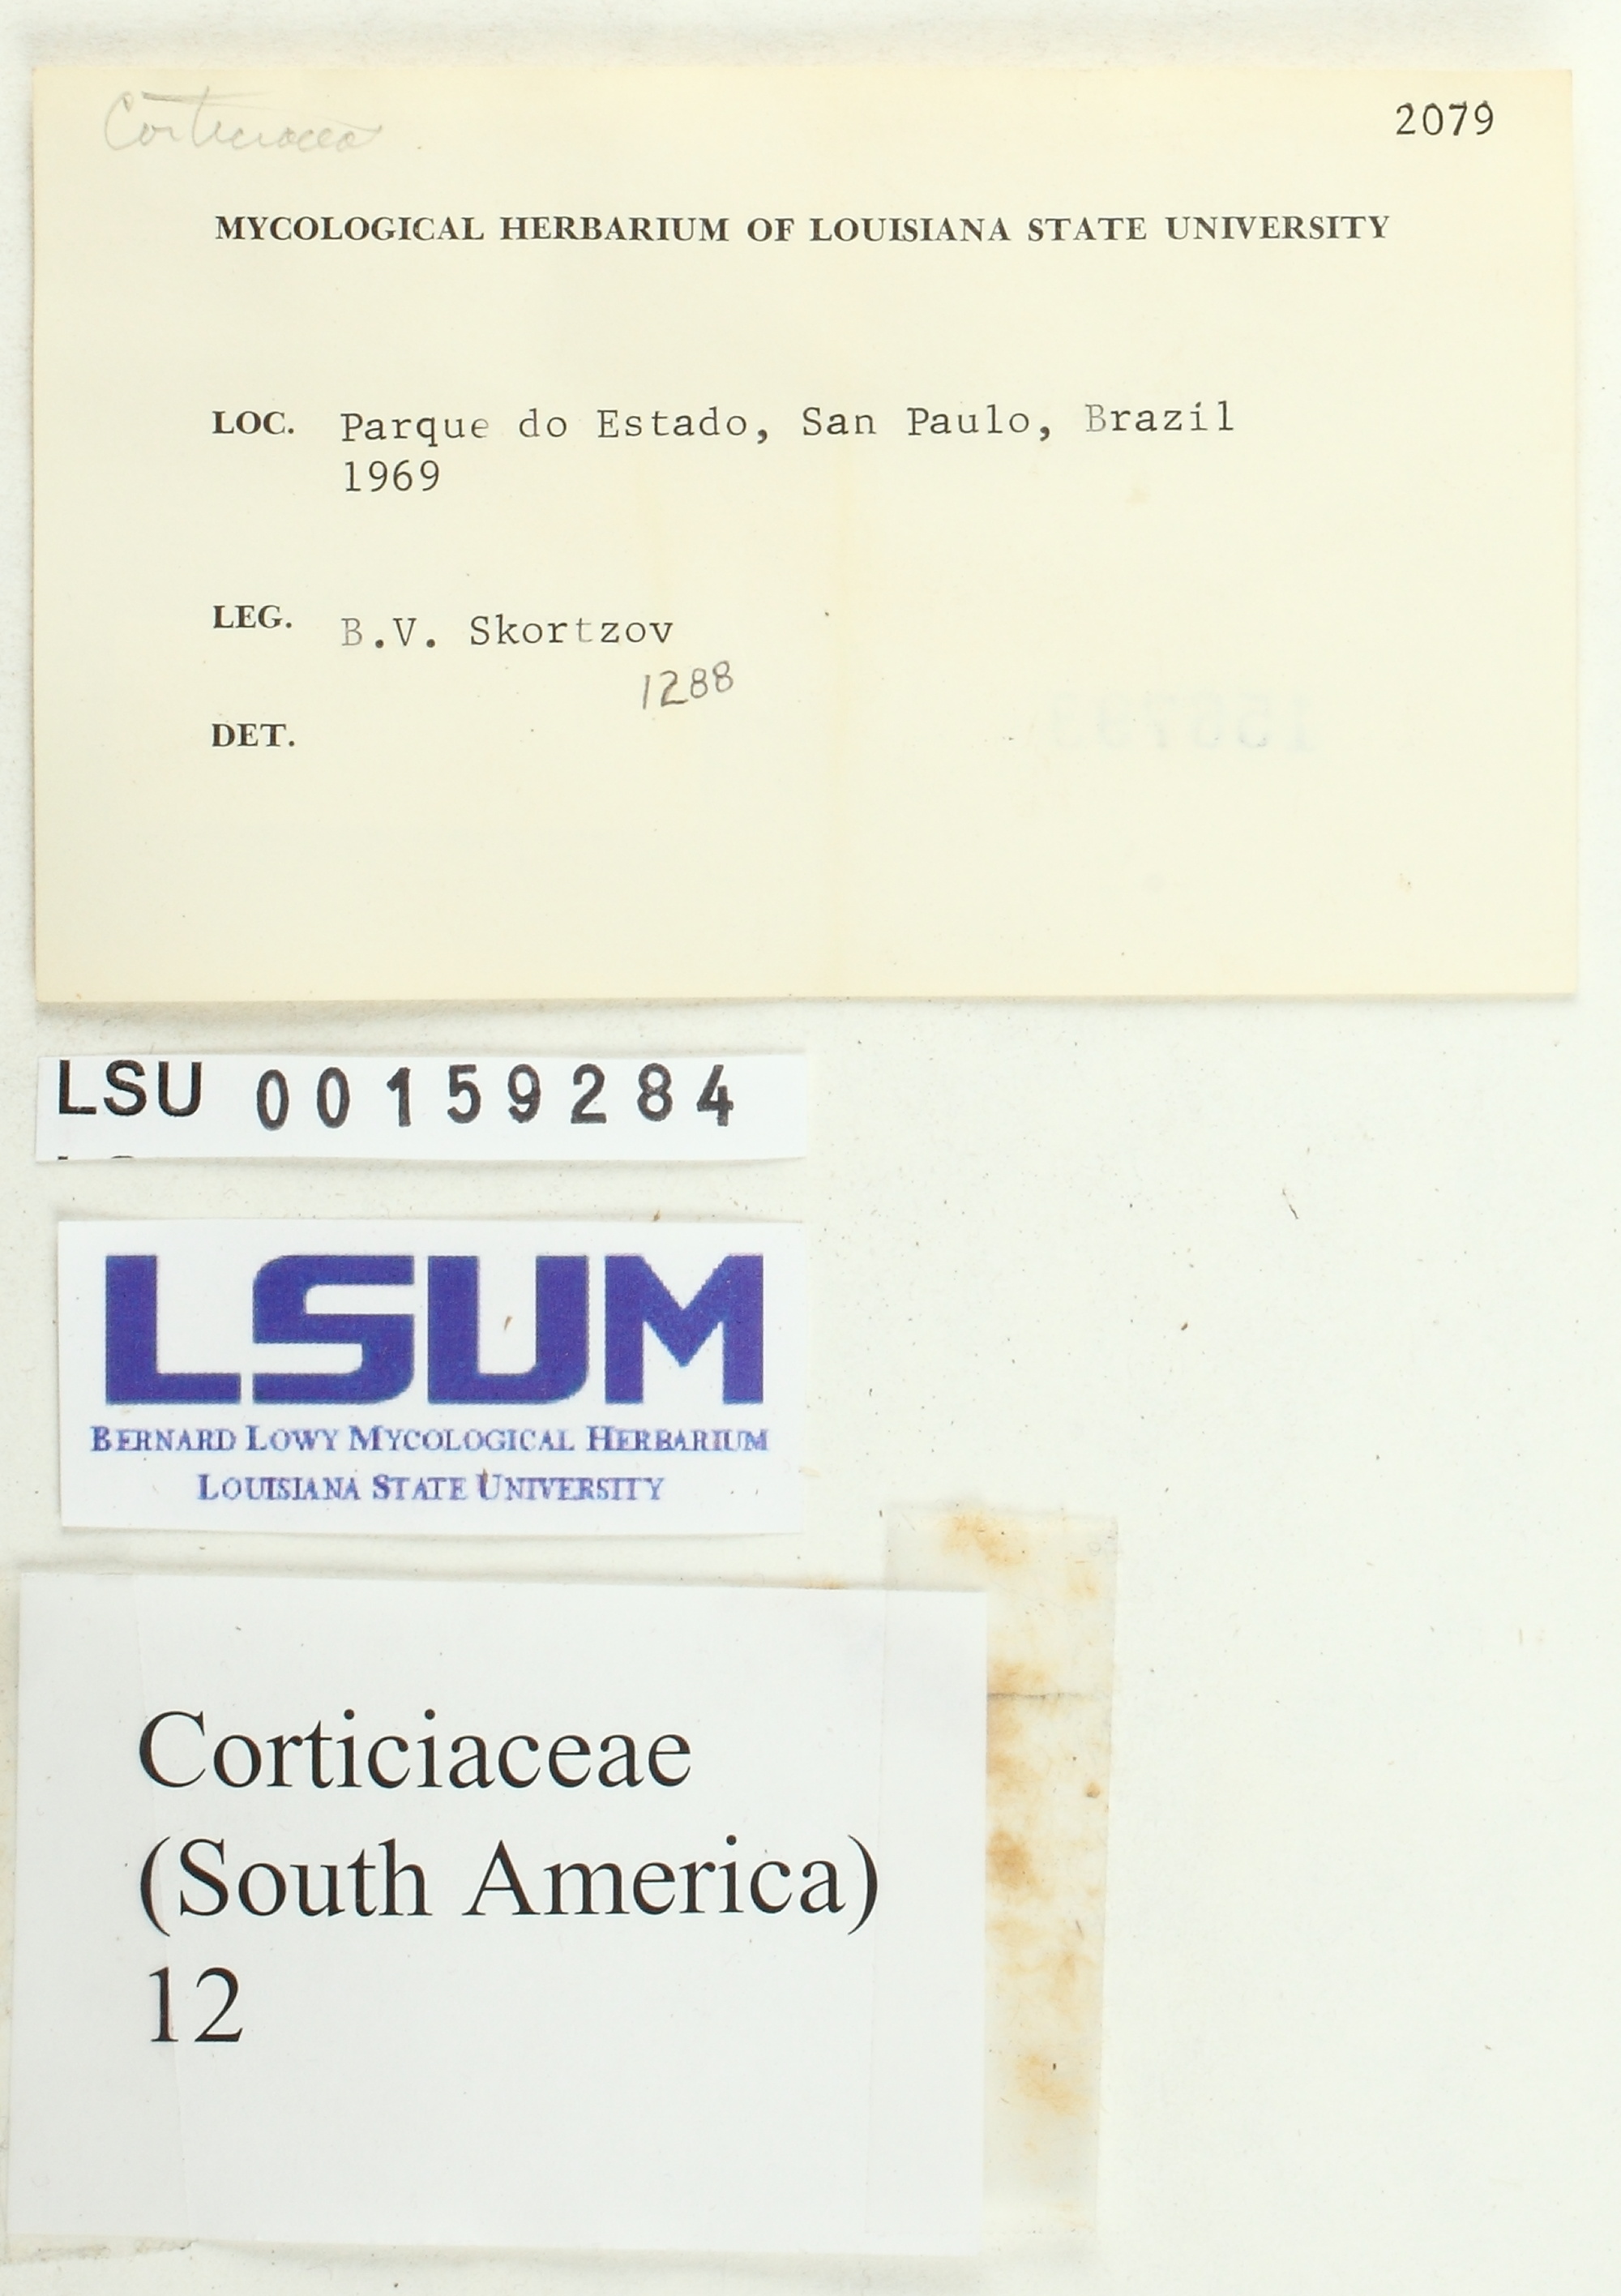 2079
MYCOLOGICAL HERBARIUM OF LOUISIANA STATE UNIVERSITY
LOC. Parque do Estado, San Paulo, Brazil
1969
LEG. B.V. Skortzov
1288
DET.
LSU 00159284
LSUM
BERNARD LOWY MYCOLOGICAL HERBARIUM
LOUISIANA STATE UNIVERSITY
Corticiaceae
(South America)
12